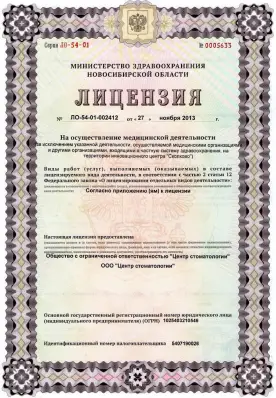 Серия ЛО-54-01
№ 0005633
МИНИСТЕРСТВО ЗДРАВООХРАНЕНИЯ
НОВОСИБИРСКОЙ ОБЛАСТИ
ЛИЦЕНЗИЯ
№ ЛО-54-01-002412 от «27» ноября 2013 г.
На осуществление медицинской деятельности
(за исключением указанной деятельности, осуществляемой медицинскими организациями
и другими организациями, входящими в частную систему здравоохранения, на
территории инновационного центра "Сколково")
Виды работ (услуг), выполняемых (оказываемых) в составе
лицензируемого вида деятельности, в соответствии с частью 2 статьи 12
Федерального закона «О лицензировании отдельных видов деятельности»:
Согласно приложению (ям) к лицензии
Настоящая лицензия предоставлена
Общество с ограниченной ответственностью "Центр стоматологии"
ООО "Центр стоматологии"
Основной государственный регистрационный номер юридического лица
(индивидуального предпринимателя) (ОГРН) 1025403210546
Идентификационный номер налогоплательщика 5407190026